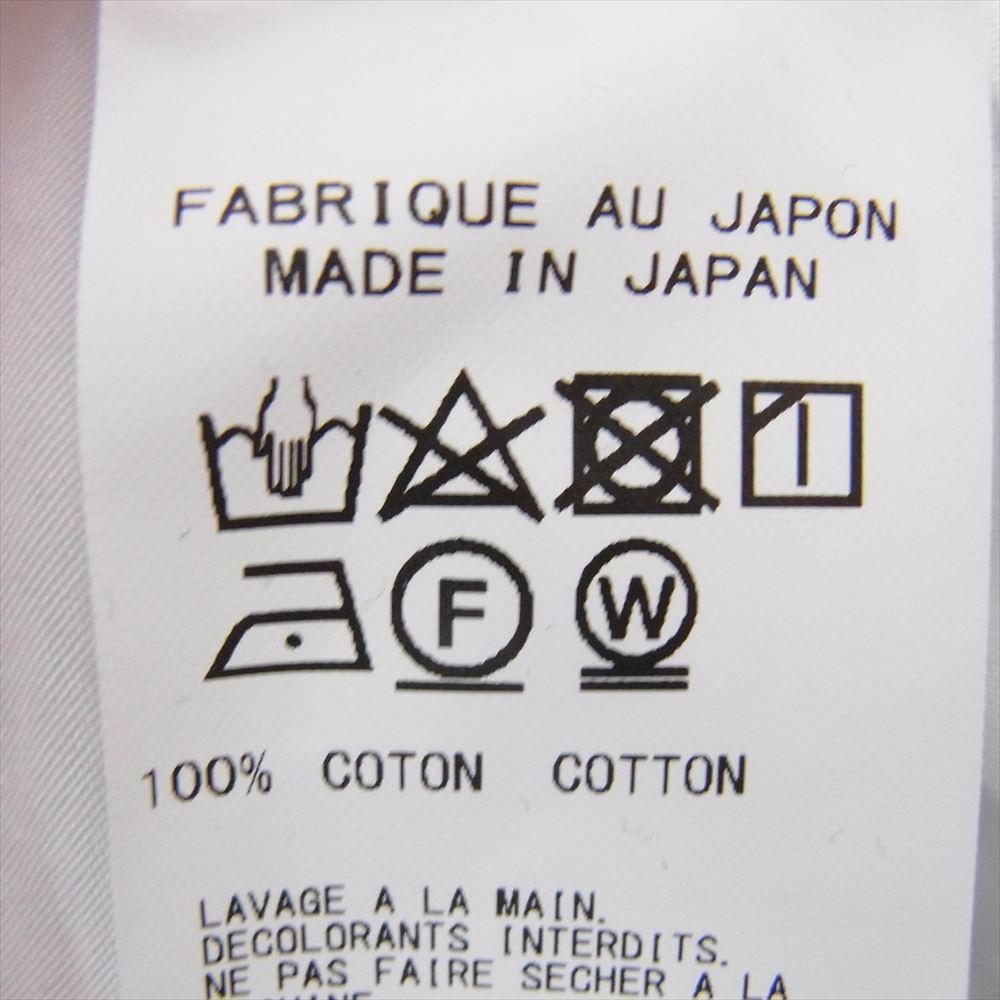 FABRIQUE AU JAPON
MADE IN JAPAN
F W
100% COTON COTTON
LAVAGE A LA MAIN.
DECOLORANTS INTERDITS.
NE PAS FAIRE SECHER A LA